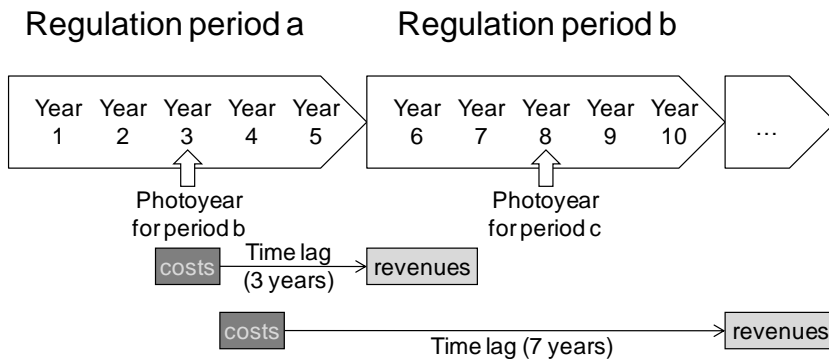 Regulation period a
Regulation period b
Year Year Year Year Year
1 2 3 4 5
Year Year Year Year Year
6 7 8 9 10
...
Photoyear
for period b
Photoyear
for period c
costs
Time lag
(3 years)
revenues
costs
Time lag (7 years)
revenues